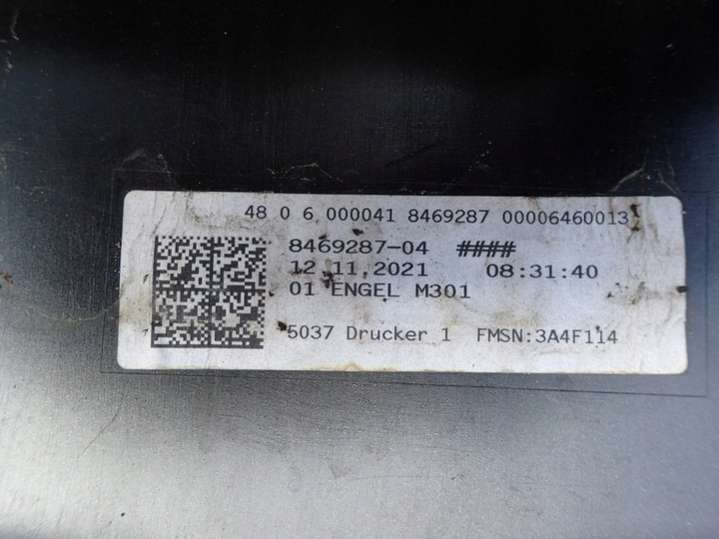 48 0 6 000041 8469287 00006460013
8469287-04 ####
12.11.2021 08:31:40
01 ENGEL M301
5037 Drucker 1 FMSN:3A4F114